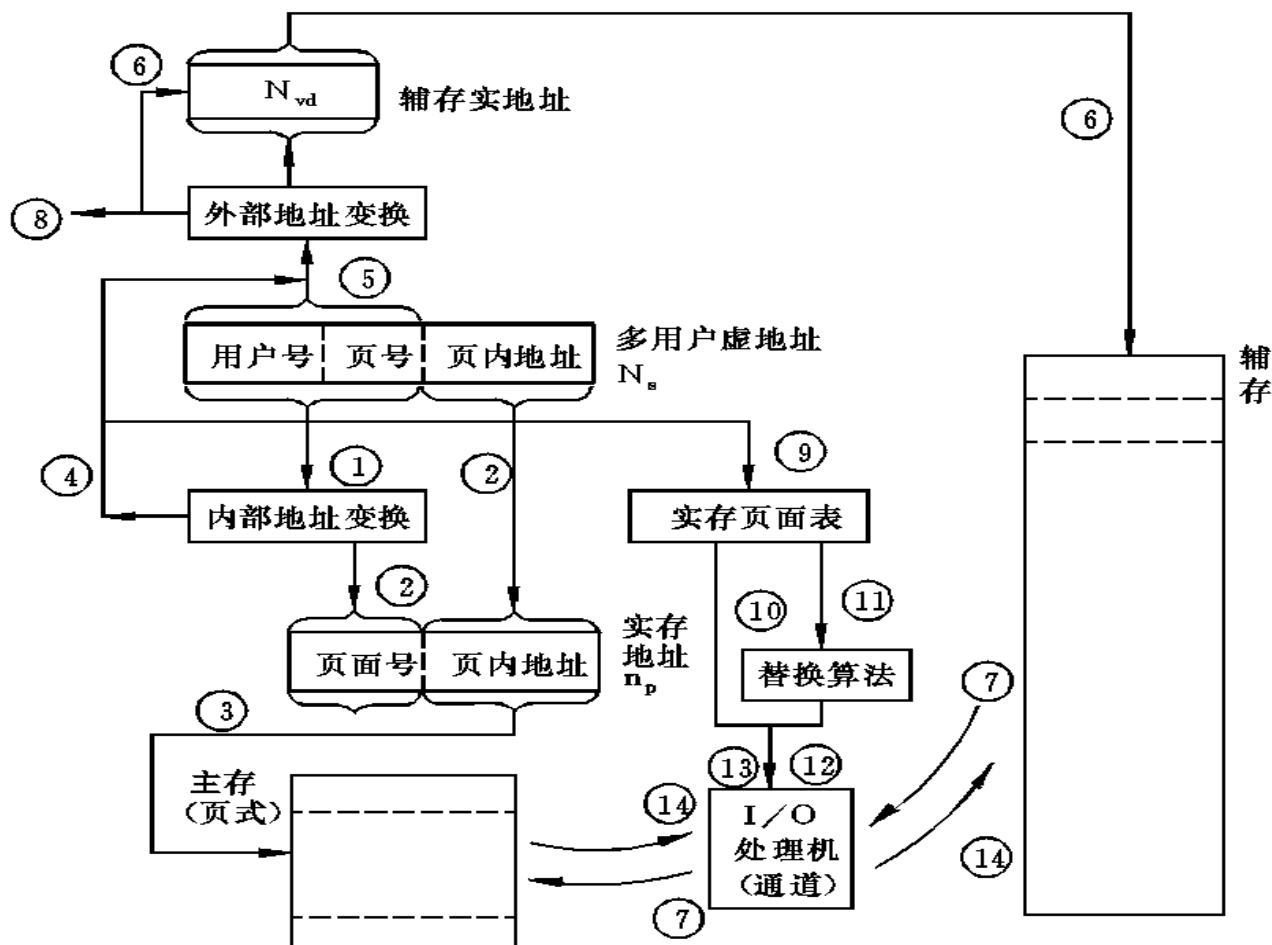 ⑥
N_vd
辅存实地址
⑥
⑧
外部地址变换
⑤
用户号 页号 页内地址
多用户虚地址
N_s
辅存
④
①
②
⑨
内部地址变换
实存页面表
②
⑩
⑪
页面号 页内地址
实存
地址
n_p
替换算法
⑦
③
⑬
⑫
主存
(页式)
⑭
I/O
处理机
(通道)
⑭
⑦